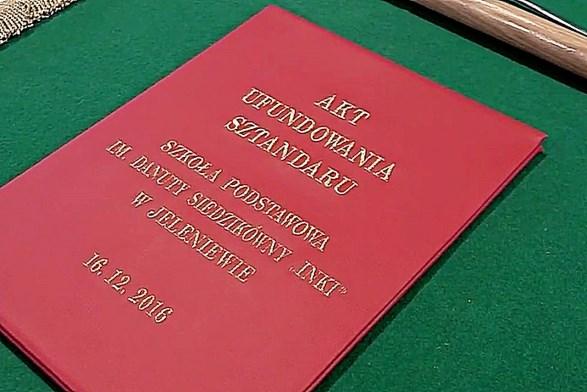 AKT
UFUNDOWANIA
SZTANDARU
SZKOŁA PODSTAWOWA
IM. DANUTY SIEDZIKÓWNY „INKI”
W JELENIEWIE
16. 12. 2016